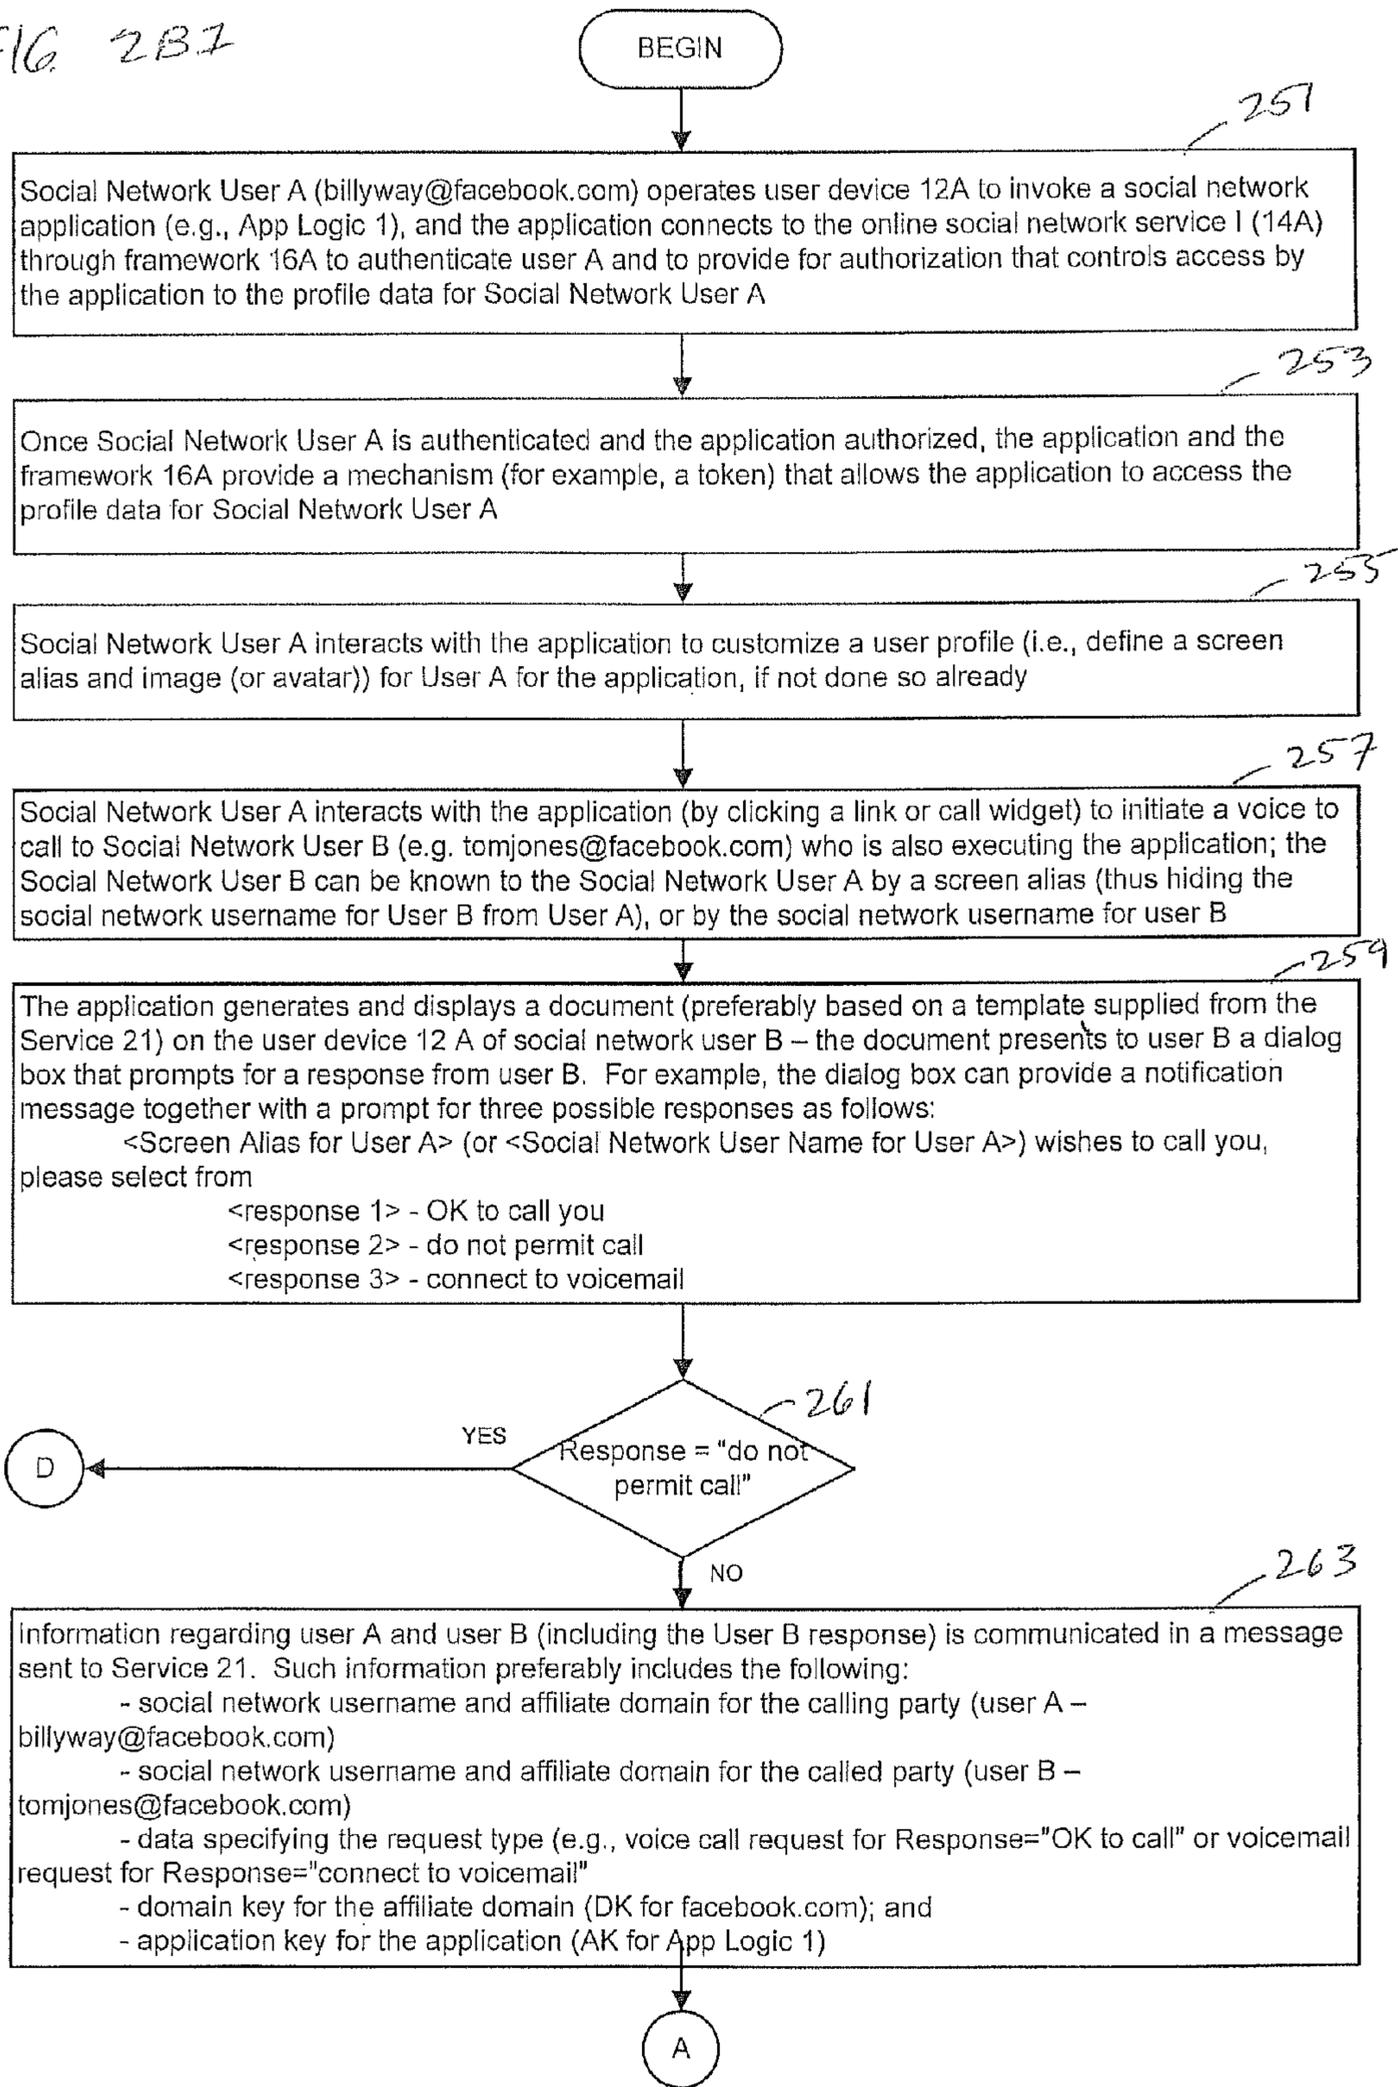 FIG. 2B1
BEGIN
251
Social Network User A (billyway@facebook.com) operates user device 12A to invoke a social network
application (e.g., App Logic 1), and the application connects to the online social network service I (14A)
through framework 16A to authenticate user A and to provide for authorization that controls access by
the application to the profile data for Social Network User A
253
Once Social Network User A is authenticated and the application authorized, the application and the
framework 16A provide a mechanism (for example, a token) that allows the application to access the
profile data for Social Network User A
255
Social Network User A interacts with the application to customize a user profile (i.e., define a screen
alias and image (or avatar)) for User A for the application, if not done so already
257
Social Network User A interacts with the application (by clicking a link or call widget) to initiate a voice to
call to Social Network User B (e.g. tomjones@facebook.com) who is also executing the application; the
Social Network User B can be known to the Social Network User A by a screen alias (thus hiding the
social network username for User B from User A), or by the social network username for user B
259
The application generates and displays a document (preferably based on a template supplied from the
Service 21) on the user device 12 A of social network user B – the document presents to user B a dialog
box that prompts for a response from user B. For example, the dialog box can provide a notification
message together with a prompt for three possible responses as follows:
<Screen Alias for User A> (or <Social Network User Name for User A>) wishes to call you,
please select from
<response 1> - OK to call you
<response 2> - do not permit call
<response 3> - connect to voicemail
261
YES
D
Response = "do not
permit call"
NO
263
Information regarding user A and user B (including the User B response) is communicated in a message
sent to Service 21. Such information preferably includes the following:
- social network username and affiliate domain for the calling party (user A –
billyway@facebook.com)
- social network username and affiliate domain for the called party (user B –
tomjones@facebook.com)
- data specifying the request type (e.g., voice call request for Response="OK to call" or voicemail
request for Response="connect to voicemail"
- domain key for the affiliate domain (DK for facebook.com); and
- application key for the application (AK for App Logic 1)
A